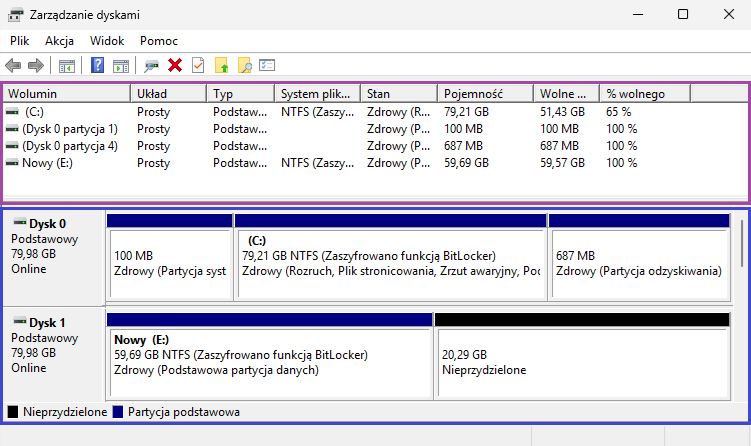 Zarządzanie dyskami
Plik Akcja Widok Pomoc
Wolumin Układ Typ System plik... Stan Pojemność Wolne ... % wolnego
(C:) Prosty Podstaw... NTFS (Zaszy... Zdrowy (R... 79,21 GB 51,43 GB 65 %
(Dysk 0 partycja 1) Prosty Podstaw... Zdrowy (P... 100 MB 100 MB 100 %
(Dysk 0 partycja 4) Prosty Podstaw... Zdrowy (P... 687 MB 687 MB 100 %
Nowy (E:) Prosty Podstaw... NTFS (Zaszy... Zdrowy (P... 59,69 GB 59,57 GB 100 %
Dysk 0
Podstawowy
79,98 GB
Online
100 MB
Zdrowy (Partycja syst
(C:)
79,21 GB NTFS (Zaszyfrowano funkcją BitLocker)
Zdrowy (Rozruch, Plik stronicowania, Zrzut awaryjny, Poc
687 MB
Zdrowy (Partycja odzyskiwania)
Dysk 1
Podstawowy
79,98 GB
Online
Nowy (E:)
59,69 GB NTFS (Zaszyfrowano funkcją BitLocker)
Zdrowy (Podstawowa partycja danych)
20,29 GB
Nieprzydzielone
Nieprzydzielone Partycja podstawowa